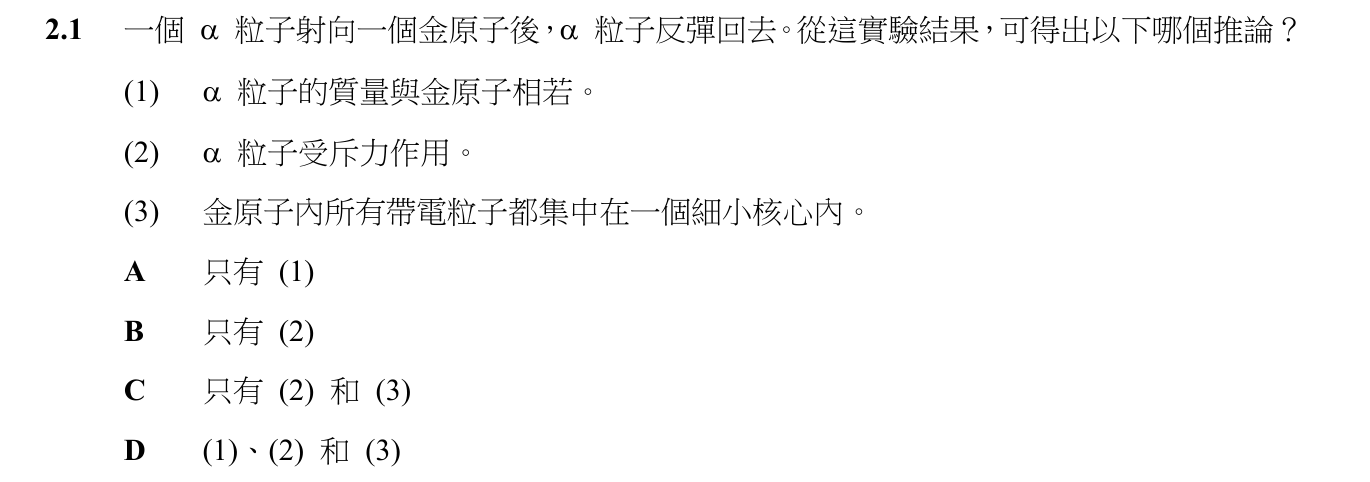 2.1 一個 α 粒子射向一個金原子後，α 粒子反彈回去。從這實驗結果，可得出以下哪個推論？
(1) α 粒子的質量與金原子相若。
(2) α 粒子受斥力作用。
(3) 金原子內所有帶電粒子都集中在一個細小核心內。
A 只有 (1)
B 只有 (2)
C 只有 (2) 和 (3)
D (1)、(2) 和 (3)